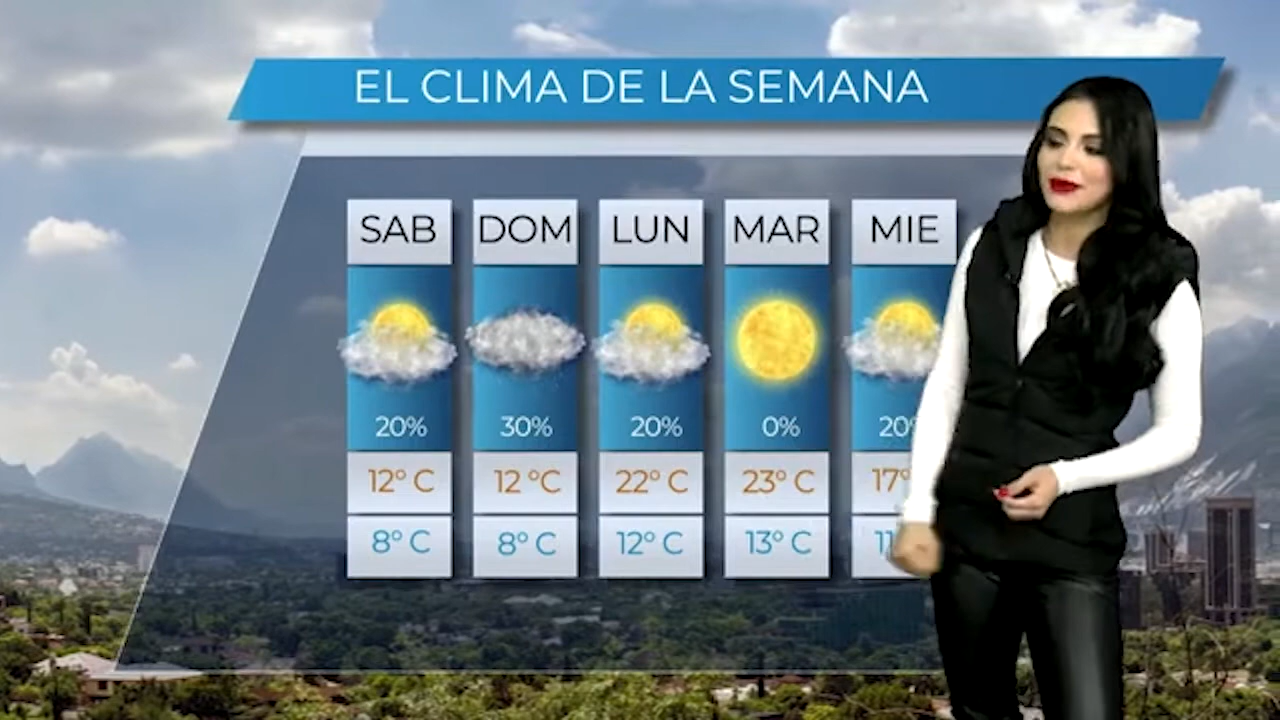 EL CLIMA DE LA SEMANA
SAB DOM LUN MAR MIE
20% 30% 20% 0%
12° C 12 °C 22° C 23° C 17°
8° C 8° C 12° C 13° C